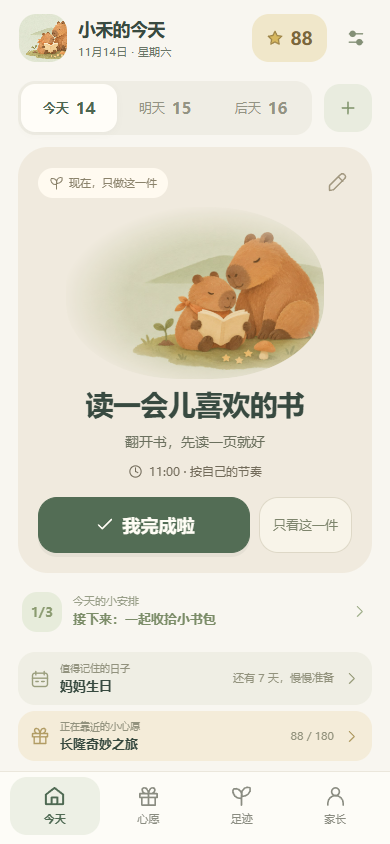 小禾的今天
11月14日 · 星期六
88
今天 14
明天 15
后天 16
现在，只做这一件
读一会儿喜欢的书
翻开书，先读一页就好
11:00 · 按自己的节奏
我完成啦
只看这一件
1/3
今天的小安排
接下来：一起收拾小书包
值得记住的日子
妈妈生日
还有 7 天，慢慢准备
正在靠近的小心愿
长隆奇妙之旅
88 / 180
今天
心愿
足迹
家长